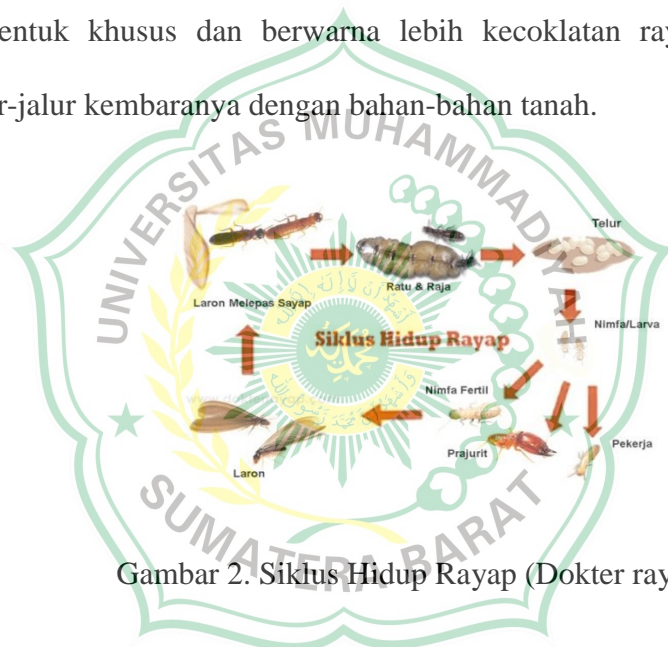 entuk khusus dan berwarna lebih kecoklatan ray
r-jalur kembaranya dengan bahan-bahan tanah.
UNIVERSITAS MUHAMMADIYAH
Telur
Ratu & Raja
Laron Melepas Sayap
Nimfa/Larva
Siklus Hidup Rayap
Nimfa Fertil
Pekerja
Prajurit
Laron
SUMATERA BARAT
Gambar 2. Siklus Hidup Rayap (Dokter ray